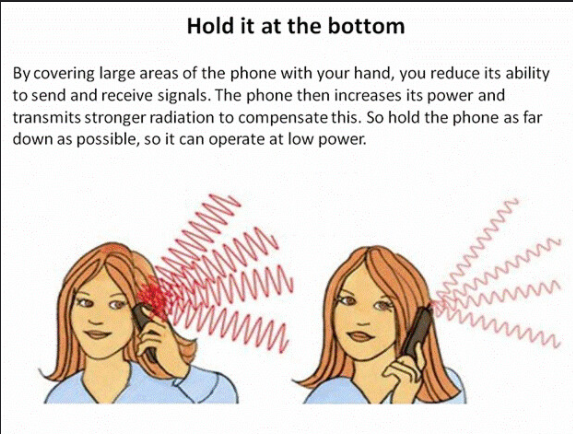 Hold it at the bottom
By covering large areas of the phone with your hand, you reduce its ability
to send and receive signals. The phone then increases its power and
transmits stronger radiation to compensate this. So hold the phone as far
down as possible, so it can operate at low power.